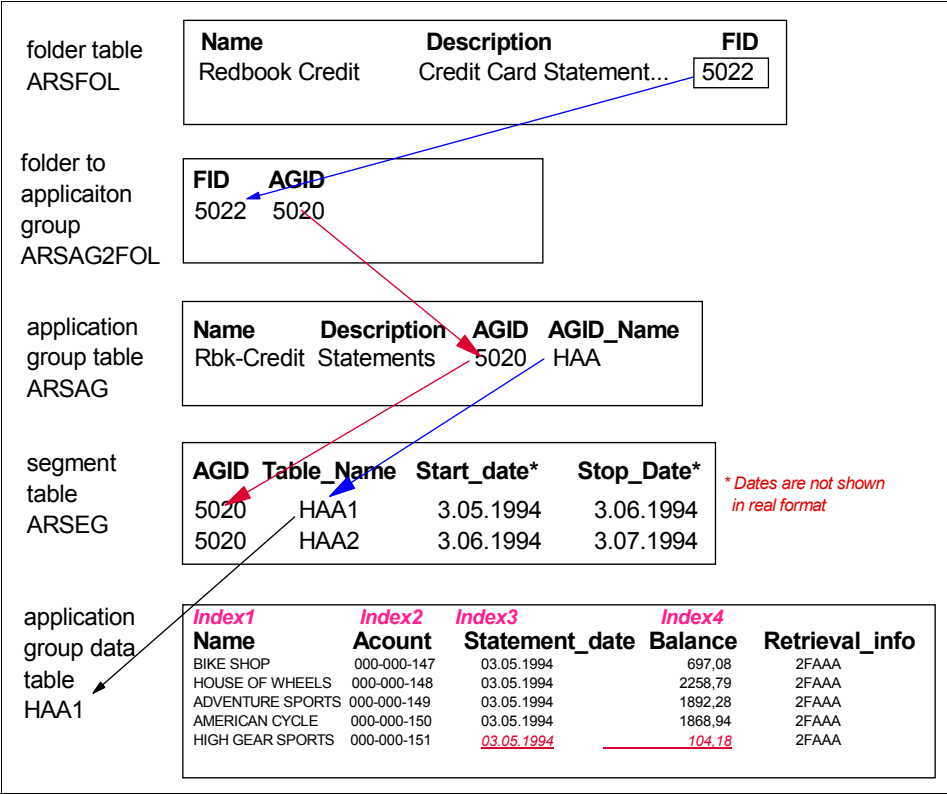 folder table
ARSFOL
Name Description FID
Redbook Credit Credit Card Statement... 5022
folder to
applicaiton
group
ARSAG2FOL
FID AGID
5022 5020
application
group table
ARSAG
Name Description AGID AGID_Name
Rbk-Credit Statements 5020 HAA
segment
table
ARSEG
AGID Table_Name Start_date* Stop_Date*
5020 HAA1 3.05.1994 3.06.1994
5020 HAA2 3.06.1994 3.07.1994
* Dates are not shown
in real format
application
group data
table
HAA1
Index1 Index2 Index3 Index4
Name Acount Statement_date Balance Retrieval_info
BIKE SHOP 000-000-147 03.05.1994 697,08 2FAAA
HOUSE OF WHEELS 000-000-148 03.05.1994 2258,79 2FAAA
ADVENTURE SPORTS 000-000-149 03.05.1994 1892,28 2FAAA
AMERICAN CYCLE 000-000-150 03.05.1994 1868,94 2FAAA
HIGH GEAR SPORTS 000-000-151 03.05.1994 104,18 2FAAA